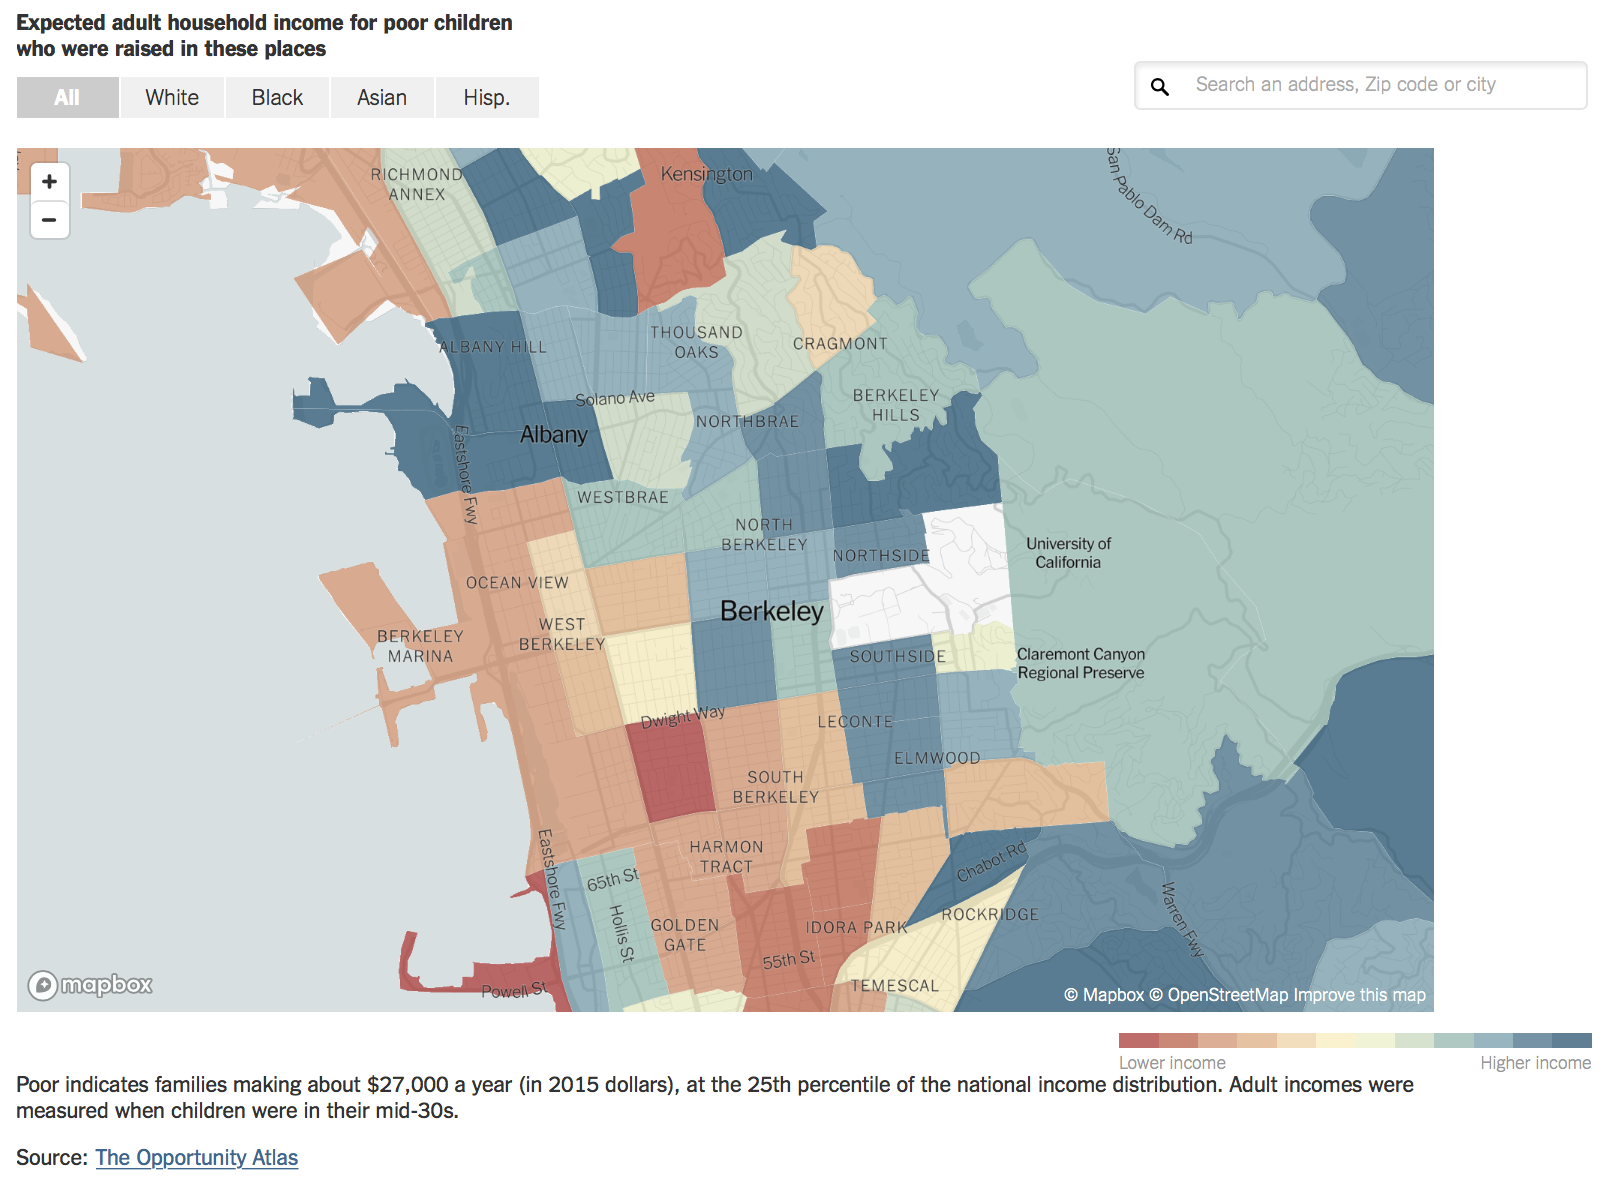 Expected adult household income for poor children
who were raised in these places
All
White
Black
Asian
Hisp.
Search an address, Zip code or city
+
−
RICHMOND
ANNEX
Kensington
San Pablo Dam Rd
ALBANY HILL
THOUSAND
OAKS
CRAGMONT
Solano Ave
BERKELEY
HILLS
NORTHBRAE
Albany
Eastshore Fwy
WESTBRAE
NORTH
BERKELEY
NORTHSIDE
University of
California
OCEAN VIEW
Berkeley
WEST
BERKELEY
BERKELEY
MARINA
SOUTHSIDE
Claremont Canyon
Regional Preserve
Dwight Way
LECONTE
ELMWOOD
SOUTH
BERKELEY
Eastshore Fwy
HARMON
TRACT
Chabot Rd
65th St
Hollis St
GOLDEN
GATE
IDORA PARK
ROCKRIDGE
Warren Fwy
55th St
TEMESCAL
Powell St
mapbox
© Mapbox © OpenStreetMap Improve this map
Lower income
Higher income
Poor indicates families making about $27,000 a year (in 2015 dollars), at the 25th percentile of the national income distribution. Adult incomes were
measured when children were in their mid-30s.
Source: The Opportunity Atlas